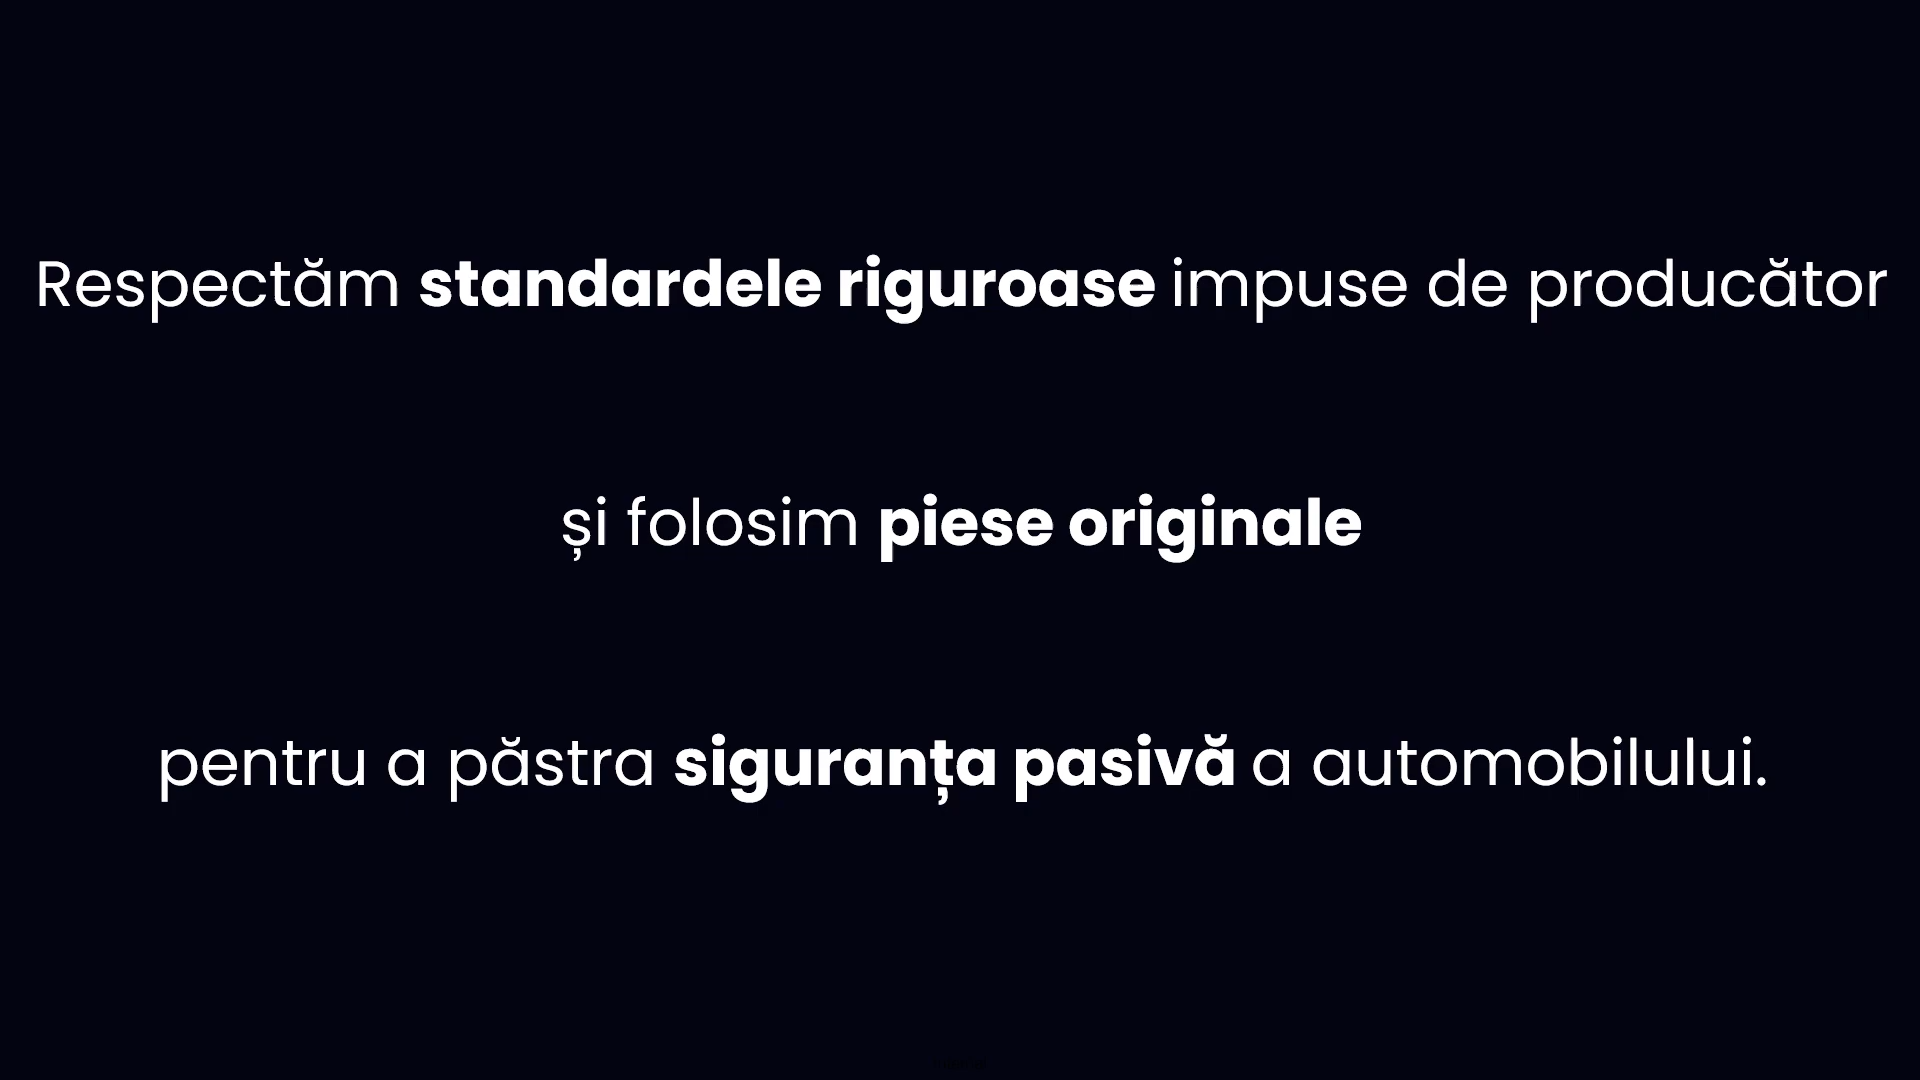 Respectăm standardele riguroase impuse de producător
și folosim piese originale
pentru a păstra siguranța pasivă a automobilului.